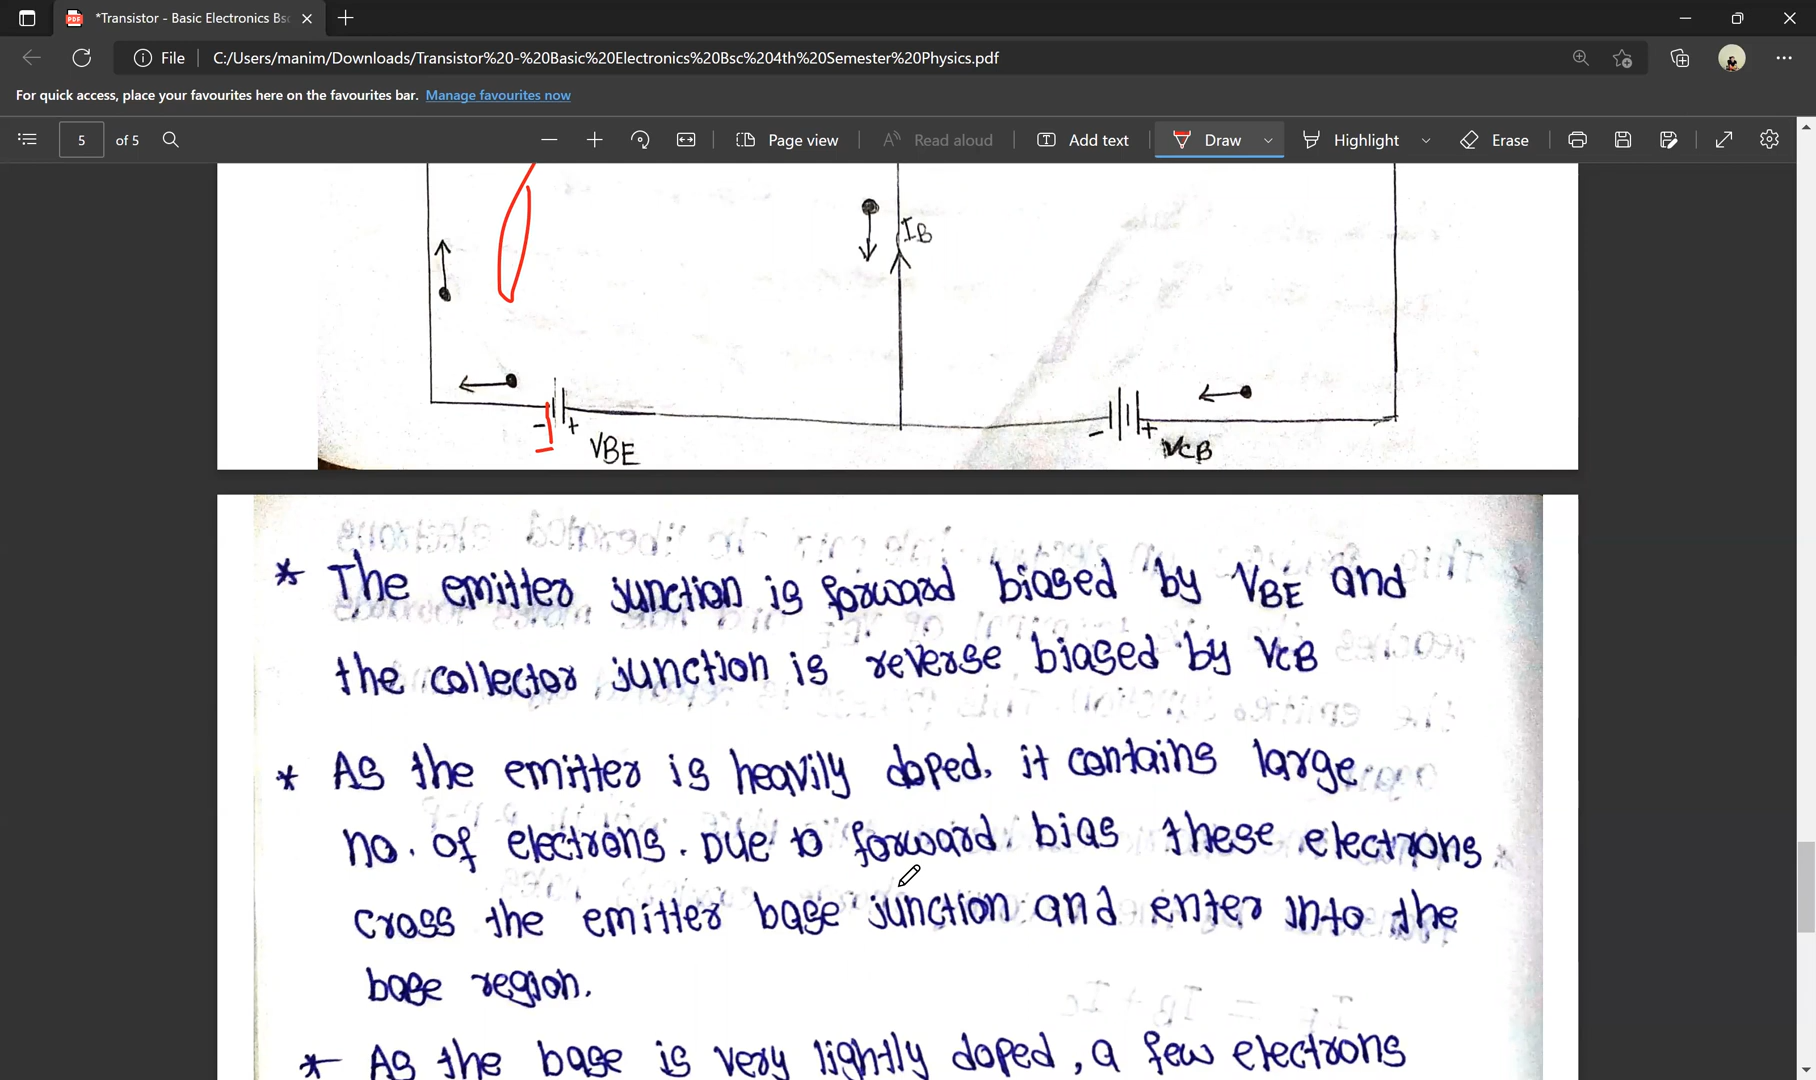 *Transistor - Basic Electronics Bsc
File C:/Users/manim/Downloads/Transistor%20-%20Basic%20Electronics%20Bsc%204th%20Semester%20Physics.pdf
For quick access, place your favourites here on the favourites bar. Manage favourites now
5 of 5 Page view Read aloud Add text Draw Highlight Erase
IB
- + VBE - + VCB
* The emitter junction is forward biased by VBE and
the collector junction is reverse biased by VCB
* As the emitter is heavily doped, it contains large
no. of electrons. Due to forward bias these electrons
cross the emitter base junction and enter into the
base region.
* As the base is very lightly doped, a few electrons